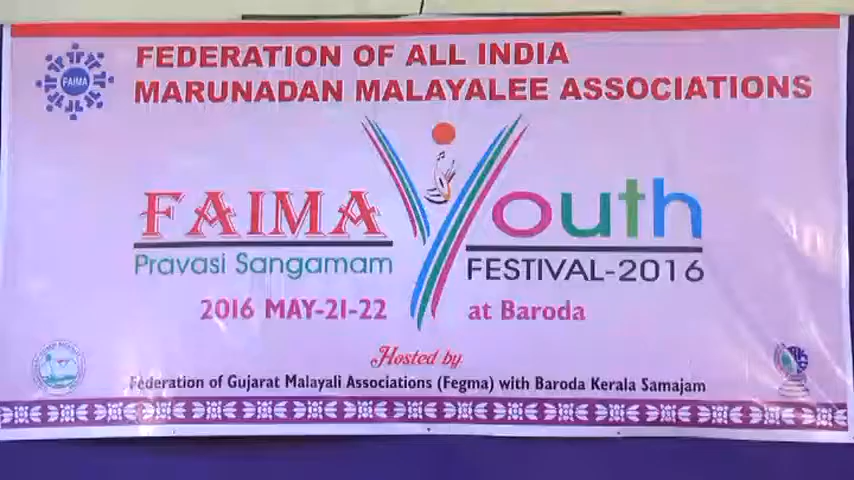 FEDERATION OF ALL INDIA
MARUNADAN MALAYALEE ASSOCIATIONS
FAIMA
FAIMA Youth
Pravasi Sangamam FESTIVAL-2016
2016 MAY-21-22 at Baroda
Hosted by
Federation of Gujarat Malayali Associations (Fegma) with Baroda Kerala Samajam